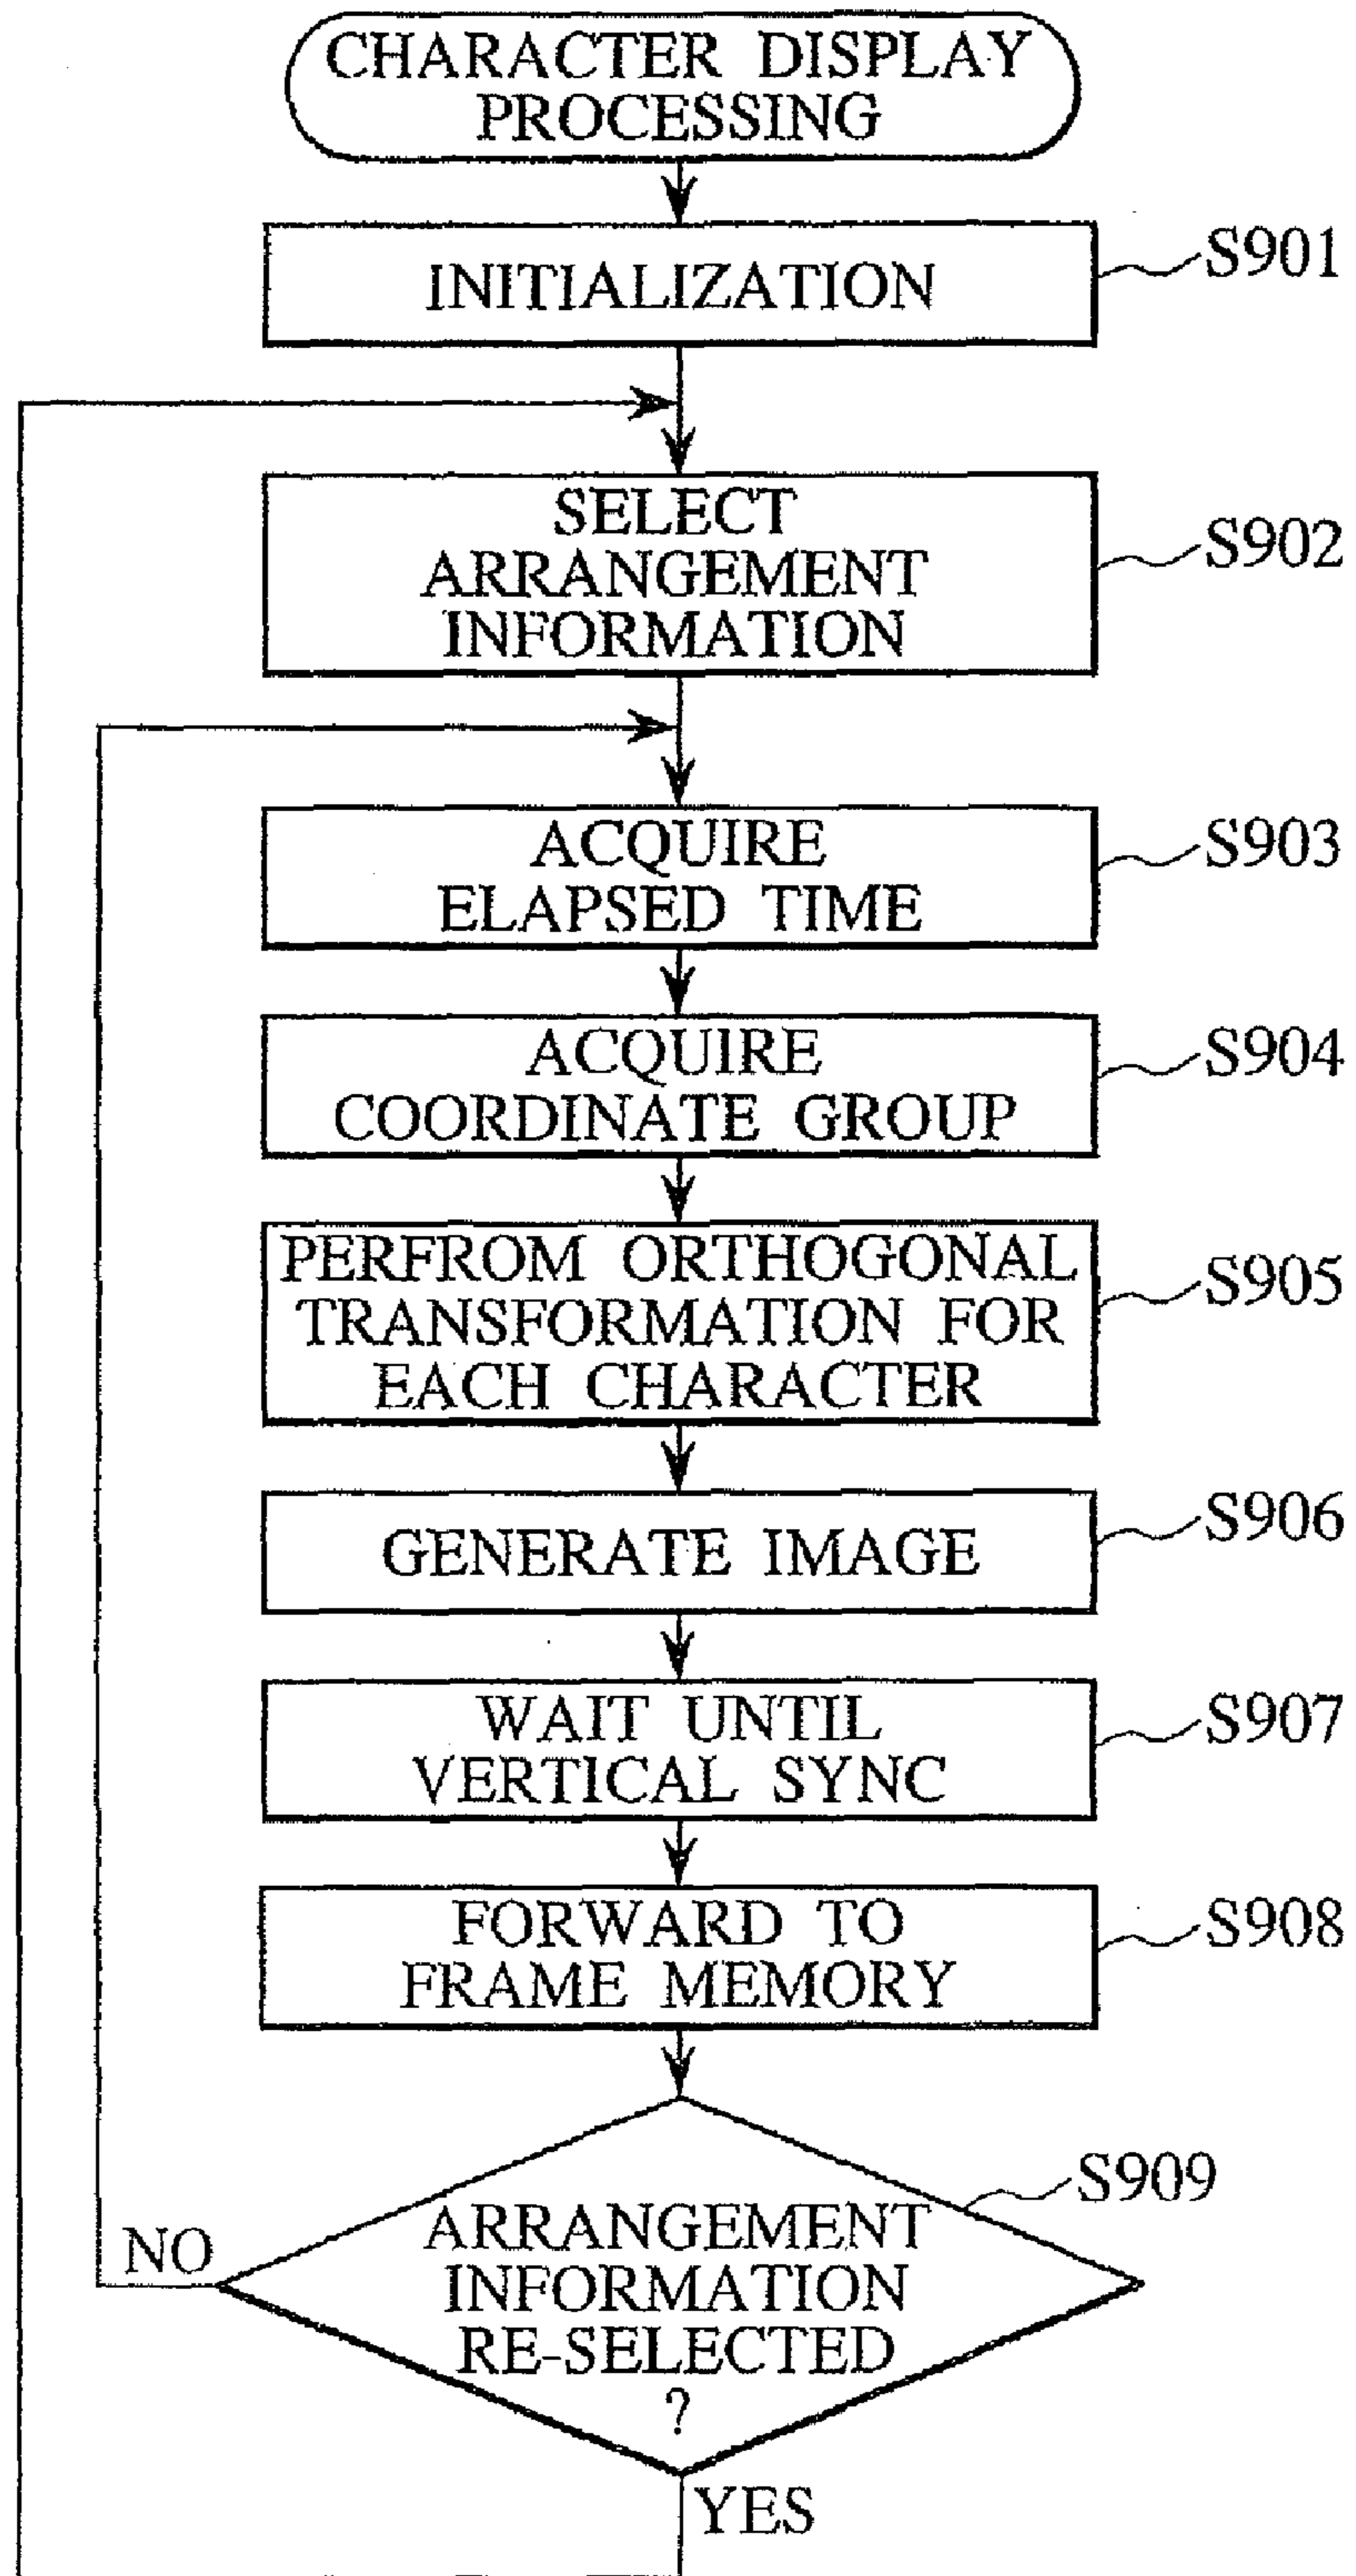 CHARACTER DISPLAY
PROCESSING
INITIALIZATION
S901
SELECT
ARRANGEMENT
INFORMATION
S902
ACQUIRE
ELAPSED TIME
S903
ACQUIRE
COORDINATE GROUP
S904
PERFROM ORTHOGONAL
TRANSFORMATION FOR
EACH CHARACTER
S905
GENERATE IMAGE
S906
WAIT UNTIL
VERTICAL SYNC
S907
FORWARD TO
FRAME MEMORY
S908
S909
NO
ARRANGEMENT
INFORMATION
RE-SELECTED
?
YES